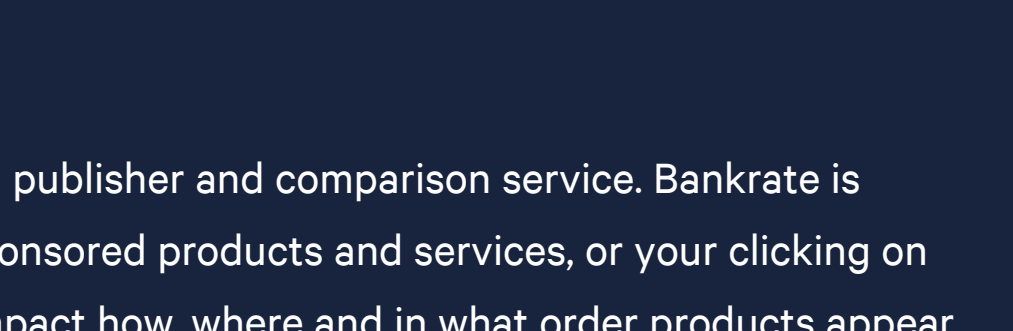 publisher and comparison service. Bankrate is
onsored products and services, or your clicking on
pact how, where and in what order products appear